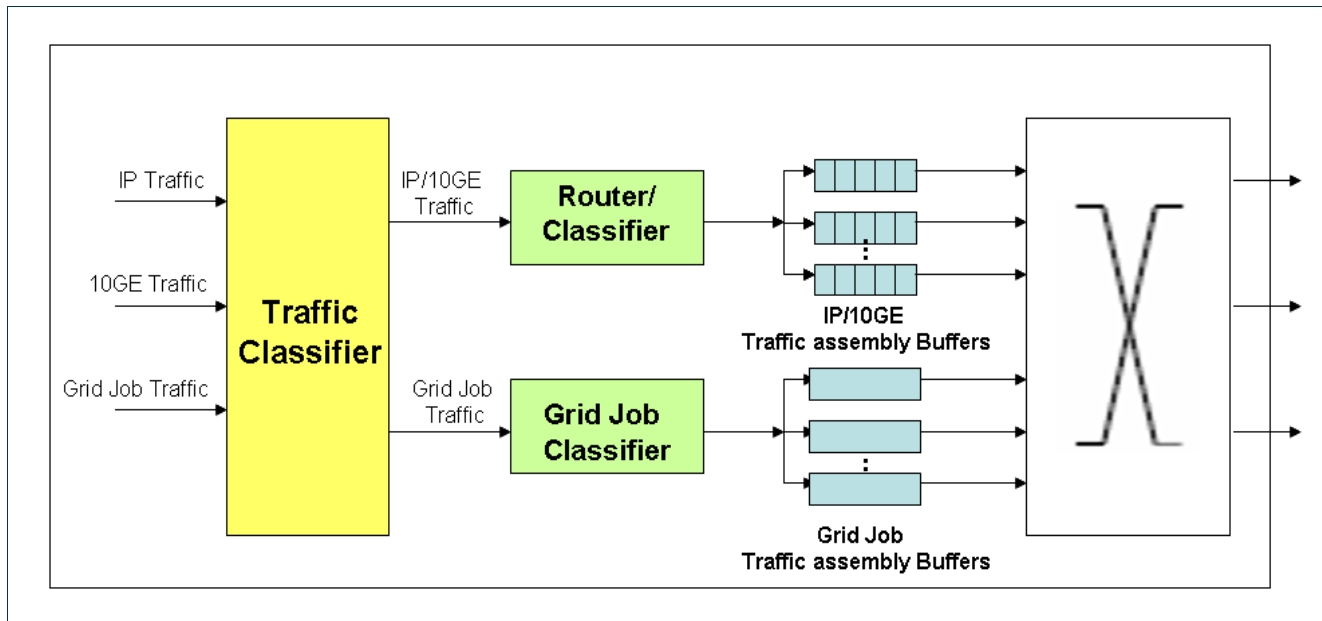 IP Traffic
10GE Traffic
Grid Job Traffic
Traffic
Classifier
IP/10GE
Traffic
Grid Job
Traffic
Router/
Classifier
Grid Job
Classifier
IP/10GE
Traffic assembly Buffers
Grid Job
Traffic assembly Buffers